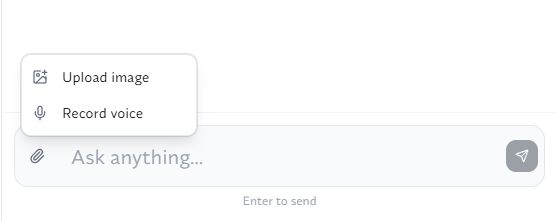 Upload image
Record voice
Ask anything...
Enter to send